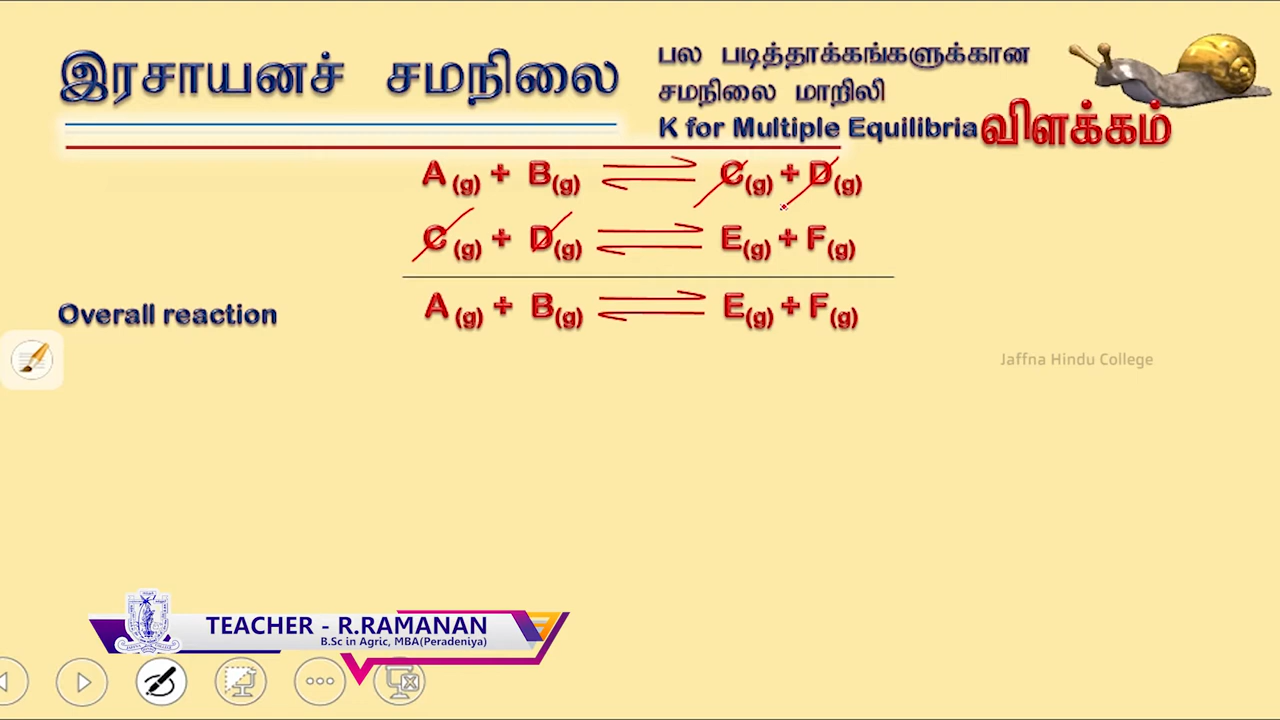 இரசாயனச் சமநிலை
பல படித்தாக்கங்களுக்கான
சமநிலை மாறிலி
K for Multiple Equilibria விளக்கம்
A (g) + B(g) ⇌ C(g) + D(g)
C (g) + D(g) ⇌ E(g) + F(g)
Overall reaction A (g) + B(g) ⇌ E(g) + F(g)
Jaffna Hindu College
TEACHER - R.RAMANAN
B.Sc in Agric, MBA(Peradeniya)